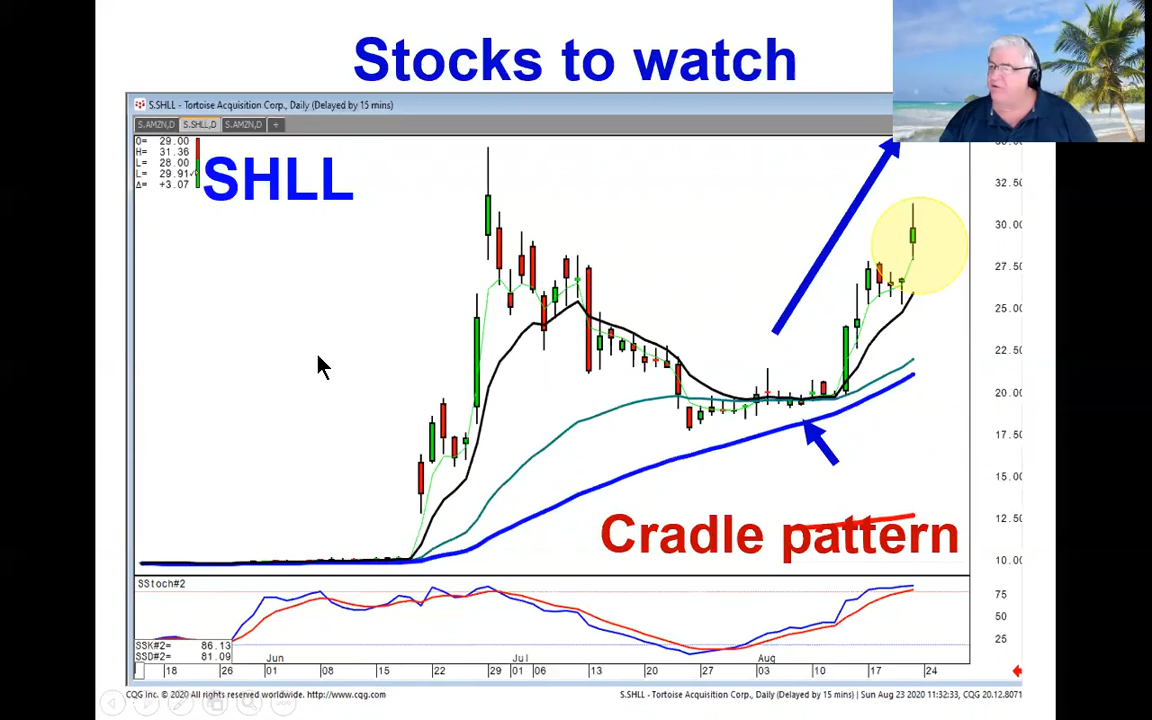 Stocks to watch
S.SHLL - Tortoise Acquisition Corp., Daily (Delayed by 15 mins)
S.AMZN,D S.SHLL,D S.AMZN,D +
O= 29.00
H= 31.36
L= 28.00
L= 29.91✓
Δ= +3.07
SHLL
32.50
30.00
27.50
25.00
22.50
20.00
17.50
15.00
12.50
10.00
Cradle pattern
SStoch#2
75
50
25
SSK#2= 86.13
SSD#2= 81.09
Jun Jul Aug
18 26 01 08 15 22 29 01 06 13 20 27 03 10 17 24
CQG Inc. © 2020 All rights reserved worldwide. http://www.cqg.com
S.SHLL - Tortoise Acquisition Corp., Daily (Delayed by 15 mins) | Sun Aug 23 2020 11:32:33, CQG 20.12.8071